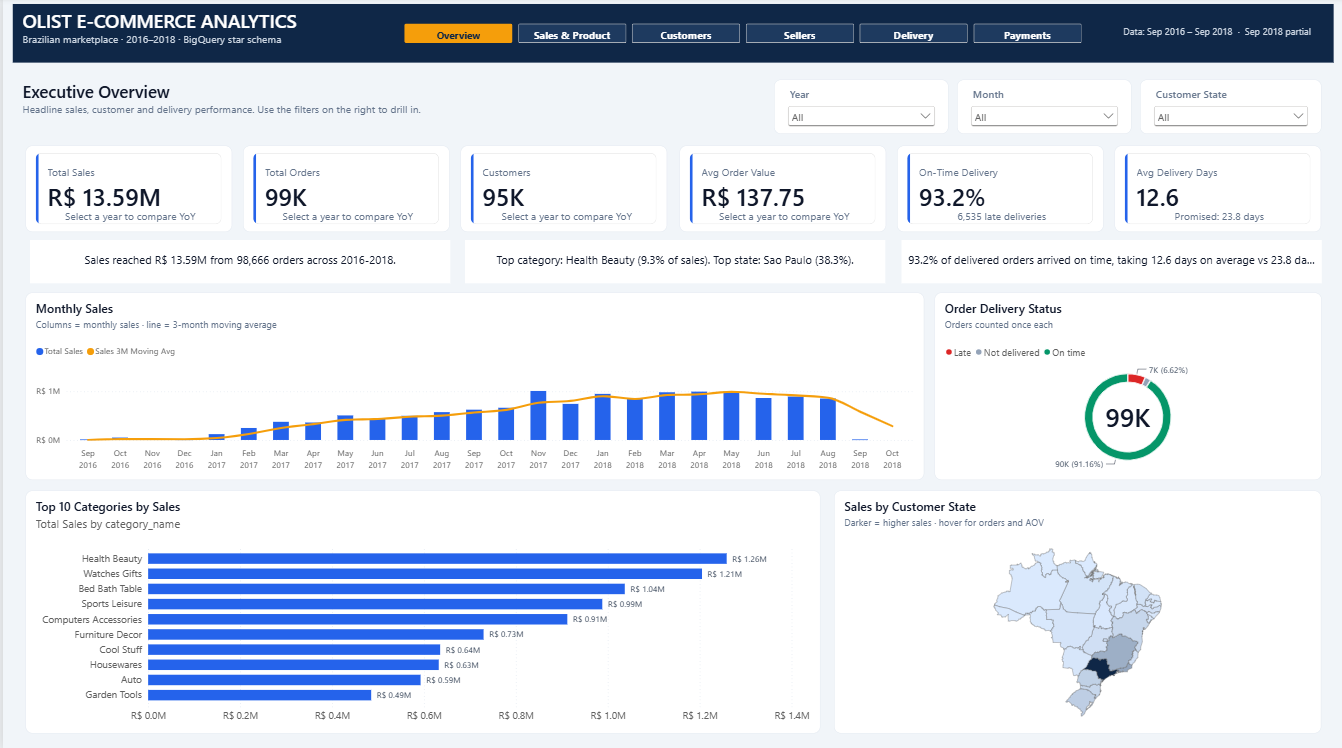 OLIST E-COMMERCE ANALYTICS
Brazilian marketplace · 2016–2018 · BigQuery star schema
Overview
Sales & Product
Customers
Sellers
Delivery
Payments
Data: Sep 2016 – Sep 2018 · Sep 2018 partial
Executive Overview
Headline sales, customer and delivery performance. Use the filters on the right to drill in.
Year
All
Month
All
Customer State
All
Total Sales
R$ 13.59M
Select a year to compare YoY
Total Orders
99K
Select a year to compare YoY
Customers
95K
Select a year to compare YoY
Avg Order Value
R$ 137.75
Select a year to compare YoY
On-Time Delivery
93.2%
6,535 late deliveries
Avg Delivery Days
12.6
Promised: 23.8 days
Sales reached R$ 13.59M from 98,666 orders across 2016-2018.
Top category: Health Beauty (9.3% of sales). Top state: Sao Paulo (38.3%).
93.2% of delivered orders arrived on time, taking 12.6 days on average vs 23.8 da...
Monthly Sales
Columns = monthly sales · line = 3-month moving average
Total Sales Sales 3M Moving Avg
R$ 1M
R$ 0M
Sep 2016
Oct 2016
Nov 2016
Dec 2016
Jan 2017
Feb 2017
Mar 2017
Apr 2017
May 2017
Jun 2017
Jul 2017
Aug 2017
Sep 2017
Oct 2017
Nov 2017
Dec 2017
Jan 2018
Feb 2018
Mar 2018
Apr 2018
May 2018
Jun 2018
Jul 2018
Aug 2018
Sep 2018
Oct 2018
Order Delivery Status
Orders counted once each
Late Not delivered On time
7K (6.62%)
99K
90K (91.16%)
Top 10 Categories by Sales
Total Sales by category_name
Health Beauty R$ 1.26M
Watches Gifts R$ 1.21M
Bed Bath Table R$ 1.04M
Sports Leisure R$ 0.99M
Computers Accessories R$ 0.91M
Furniture Decor R$ 0.73M
Cool Stuff R$ 0.64M
Housewares R$ 0.63M
Auto R$ 0.59M
Garden Tools R$ 0.49M
R$ 0.0M R$ 0.2M R$ 0.4M R$ 0.6M R$ 0.8M R$ 1.0M R$ 1.2M R$ 1.4M
Sales by Customer State
Darker = higher sales · hover for orders and AOV